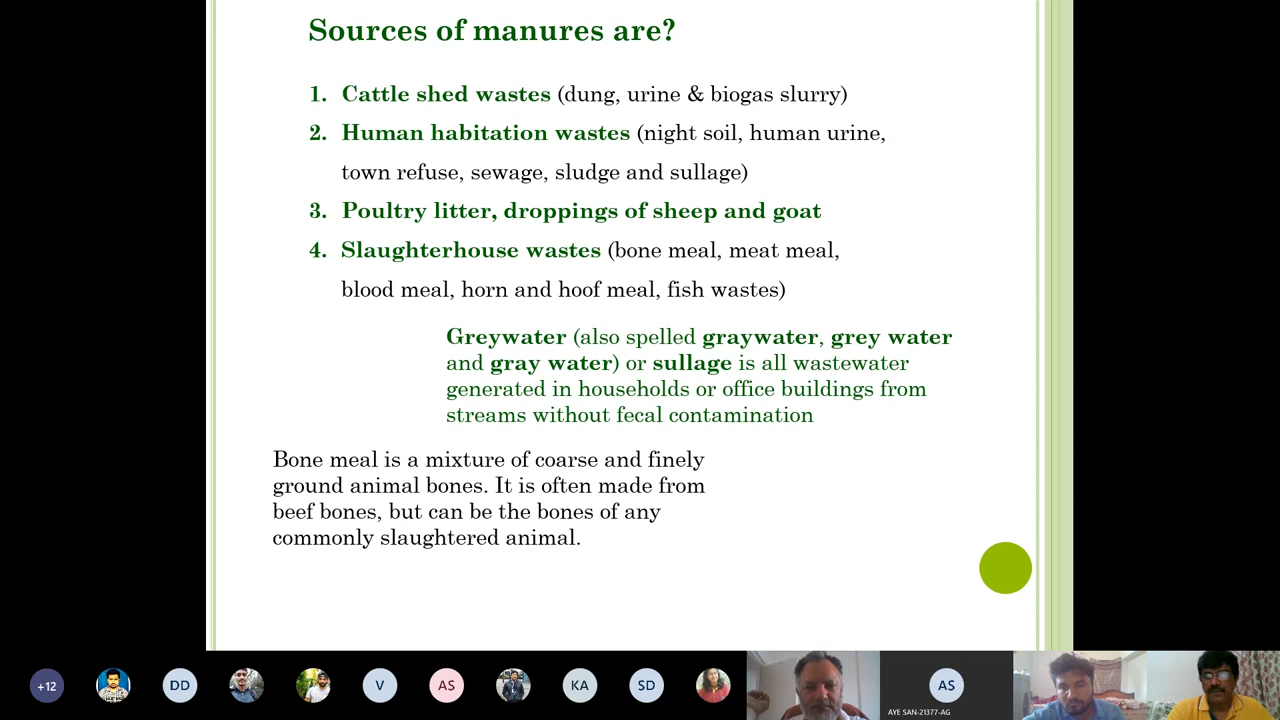 Sources of manures are?
1. Cattle shed wastes (dung, urine & biogas slurry)
2. Human habitation wastes (night soil, human urine,
town refuse, sewage, sludge and sullage)
3. Poultry litter, droppings of sheep and goat
4. Slaughterhouse wastes (bone meal, meat meal,
blood meal, horn and hoof meal, fish wastes)
Greywater (also spelled graywater, grey water
and gray water) or sullage is all wastewater
generated in households or office buildings from
streams without fecal contamination
Bone meal is a mixture of coarse and finely
ground animal bones. It is often made from
beef bones, but can be the bones of any
commonly slaughtered animal.
+12 DD V AS KA SD AS
AYE SAN-21377-AG